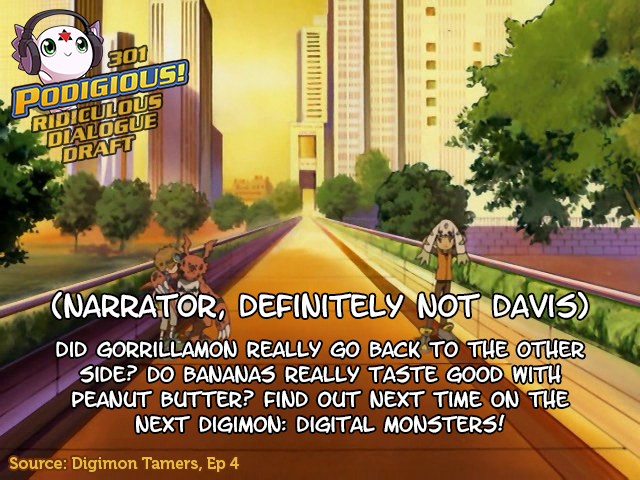 301
PODIGIOUS!
RIDICULOUS
DIALOGUE
DRAFT
(NARRATOR, DEFINITELY NOT DAVIS)
DID GORRILLAMON REALLY GO BACK TO THE OTHER
SIDE? DO BANANAS REALLY TASTE GOOD WITH
PEANUT BUTTER? FIND OUT NEXT TIME ON THE
NEXT DIGIMON: DIGITAL MONSTERS!
Source: Digimon Tamers, Ep 4